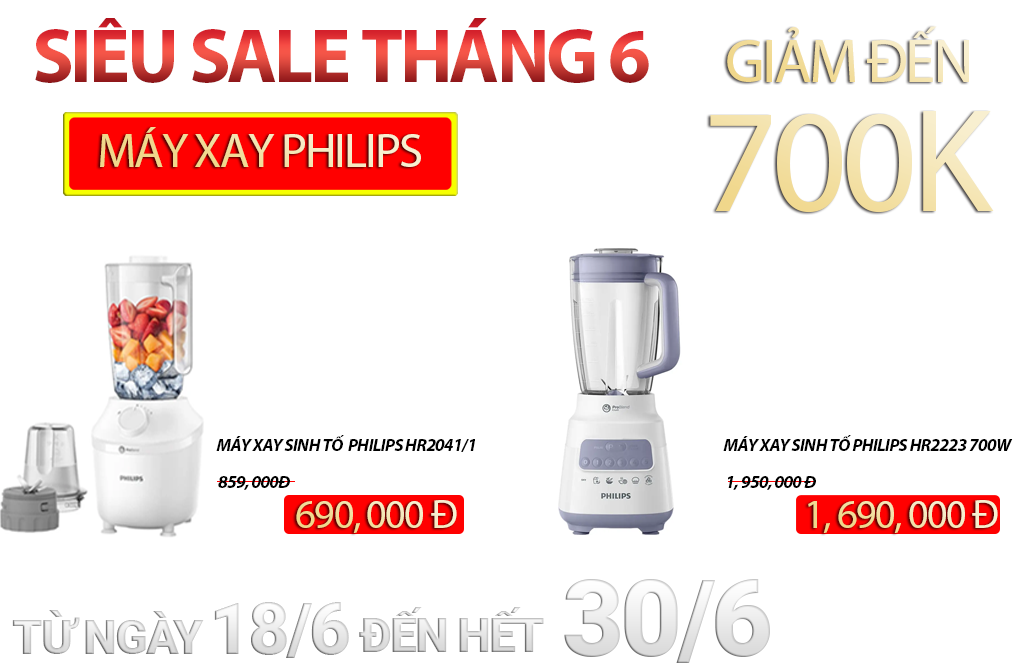 SIÊU SALE THÁNG 6
GIẢM ĐẾN
700K
MÁY XAY PHILIPS
MÁY XAY SINH TỐ PHILIPS HR2041/1
859,000Đ
690,000 Đ
PHILIPS
MÁY XAY SINH TỐ PHILIPS HR2223 700W
1,950,000 Đ
1,690,000 Đ
PHILIPS
TỪ NGÀY 18/6 ĐẾN HẾT 30/6